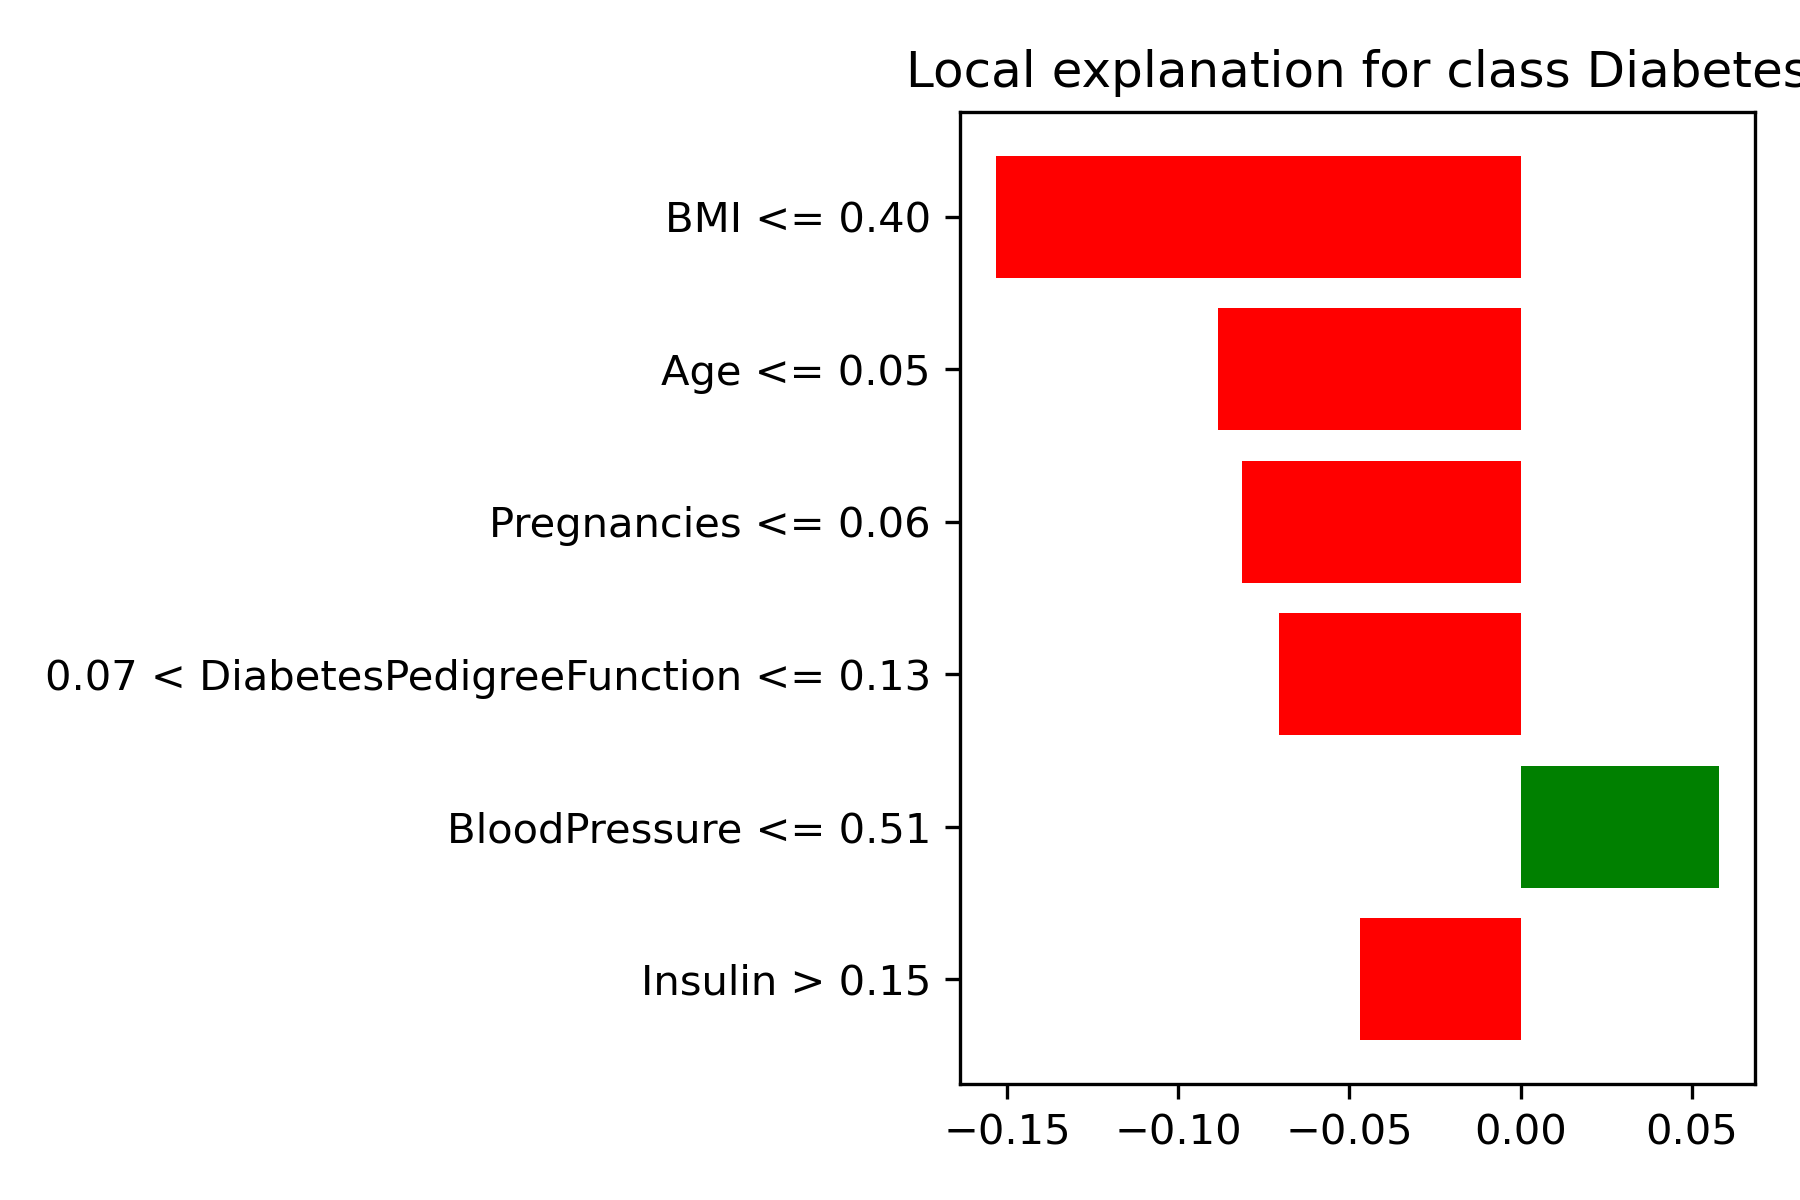 Local explanation for class Diabetes
BMI <= 0.40
Age <= 0.05
Pregnancies <= 0.06
0.07 < DiabetesPedigreeFunction <= 0.13
BloodPressure <= 0.51
Insulin > 0.15
−0.15 −0.10 −0.05 0.00 0.05